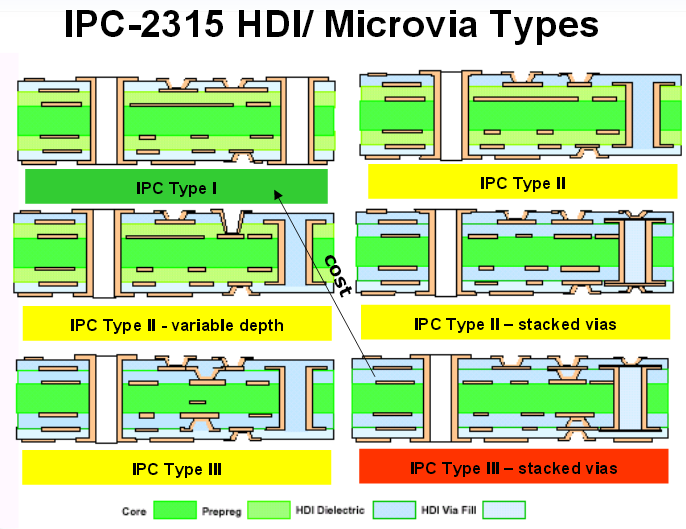 IPC-2315 HDI/ Microvia Types
IPC Type I
IPC Type II
cost
IPC Type II - variable depth
IPC Type II – stacked vias
IPC Type III
IPC Type III – stacked vias
Core Prepreg HDI Dielectric HDI Via Fill